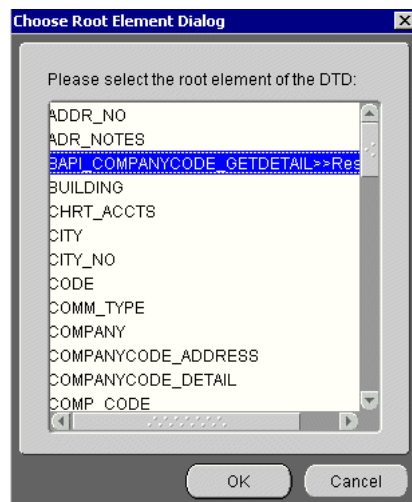 Choose Root Element Dialog
Please select the root element of the DTD:
ADDR_NO
ADR_NOTES
BAPI_COMPANYCODE_GETDETAIL>>Res
BUILDING
CHRT_ACCTS
CITY
CITY_NO
CODE
COMM_TYPE
COMPANY
COMPANYCODE_ADDRESS
COMPANYCODE_DETAIL
COMP_CODE
OK Cancel